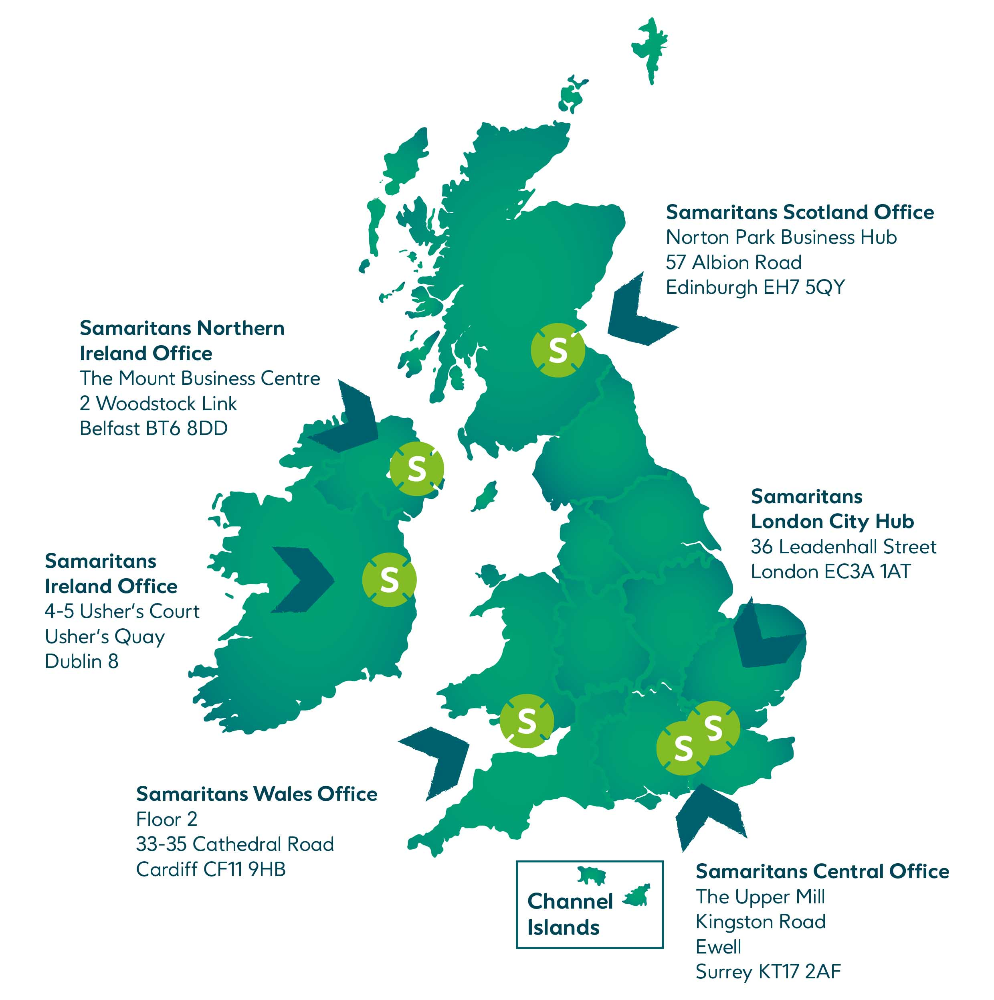 Samaritans Scotland Office
Norton Park Business Hub
57 Albion Road
Edinburgh EH7 5QY
Samaritans Northern
Ireland Office
The Mount Business Centre
2 Woodstock Link
Belfast BT6 8DD
S
S
Samaritans
London City Hub
36 Leadenhall Street
London EC3A 1AT
Samaritans
Ireland Office
4-5 Usher's Court
Usher's Quay
Dublin 8
S
S
S
S
Samaritans Wales Office
Floor 2
33-35 Cathedral Road
Cardiff CF11 9HB
Channel
Islands
Samaritans Central Office
The Upper Mill
Kingston Road
Ewell
Surrey KT17 2AF